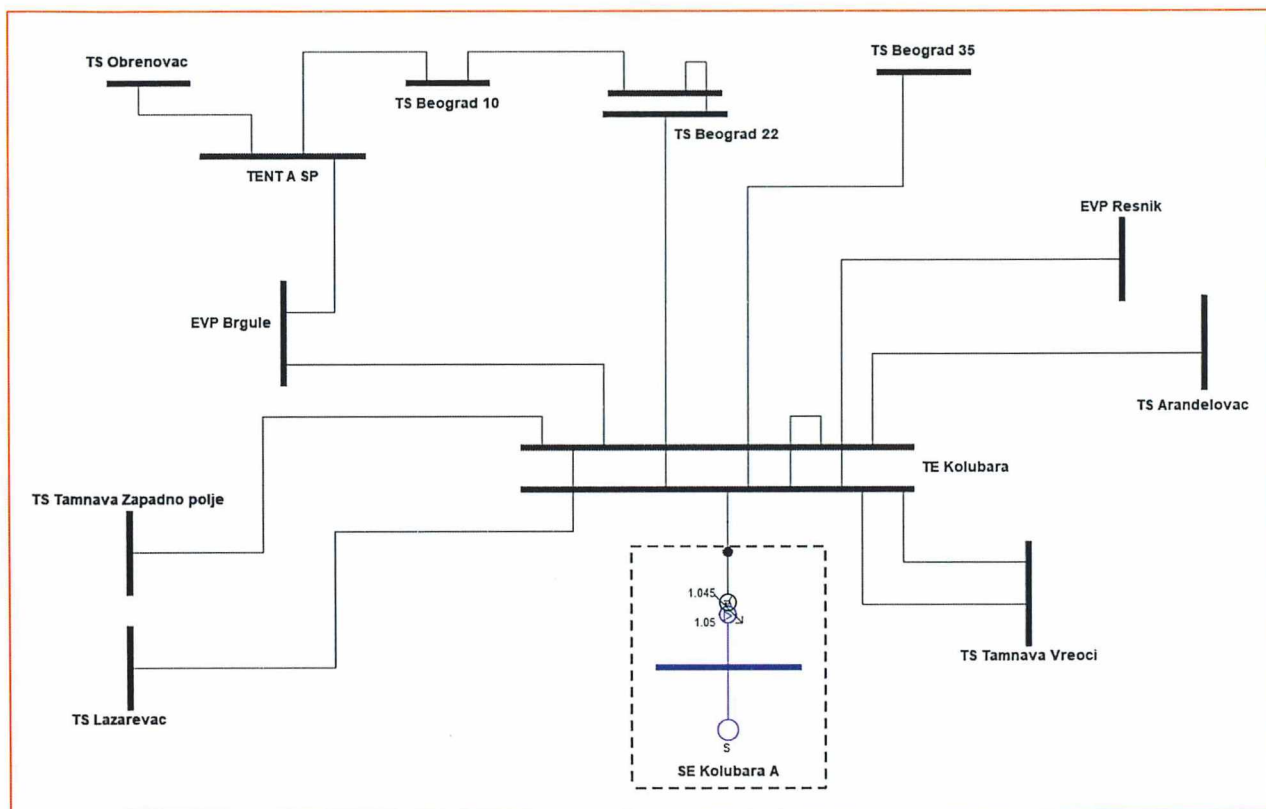 TS Obrenovac
TS Beograd 10
TS Beograd 35
TS Beograd 22
TENT A SP
EVP Resnik
EVP Brgule
TS Arandelovac
TE Kolubara
TS Tamnava Zapadno polje
1.045
1.05
TS Tamnava Vreoci
TS Lazarevac
S
SE Kolubara A